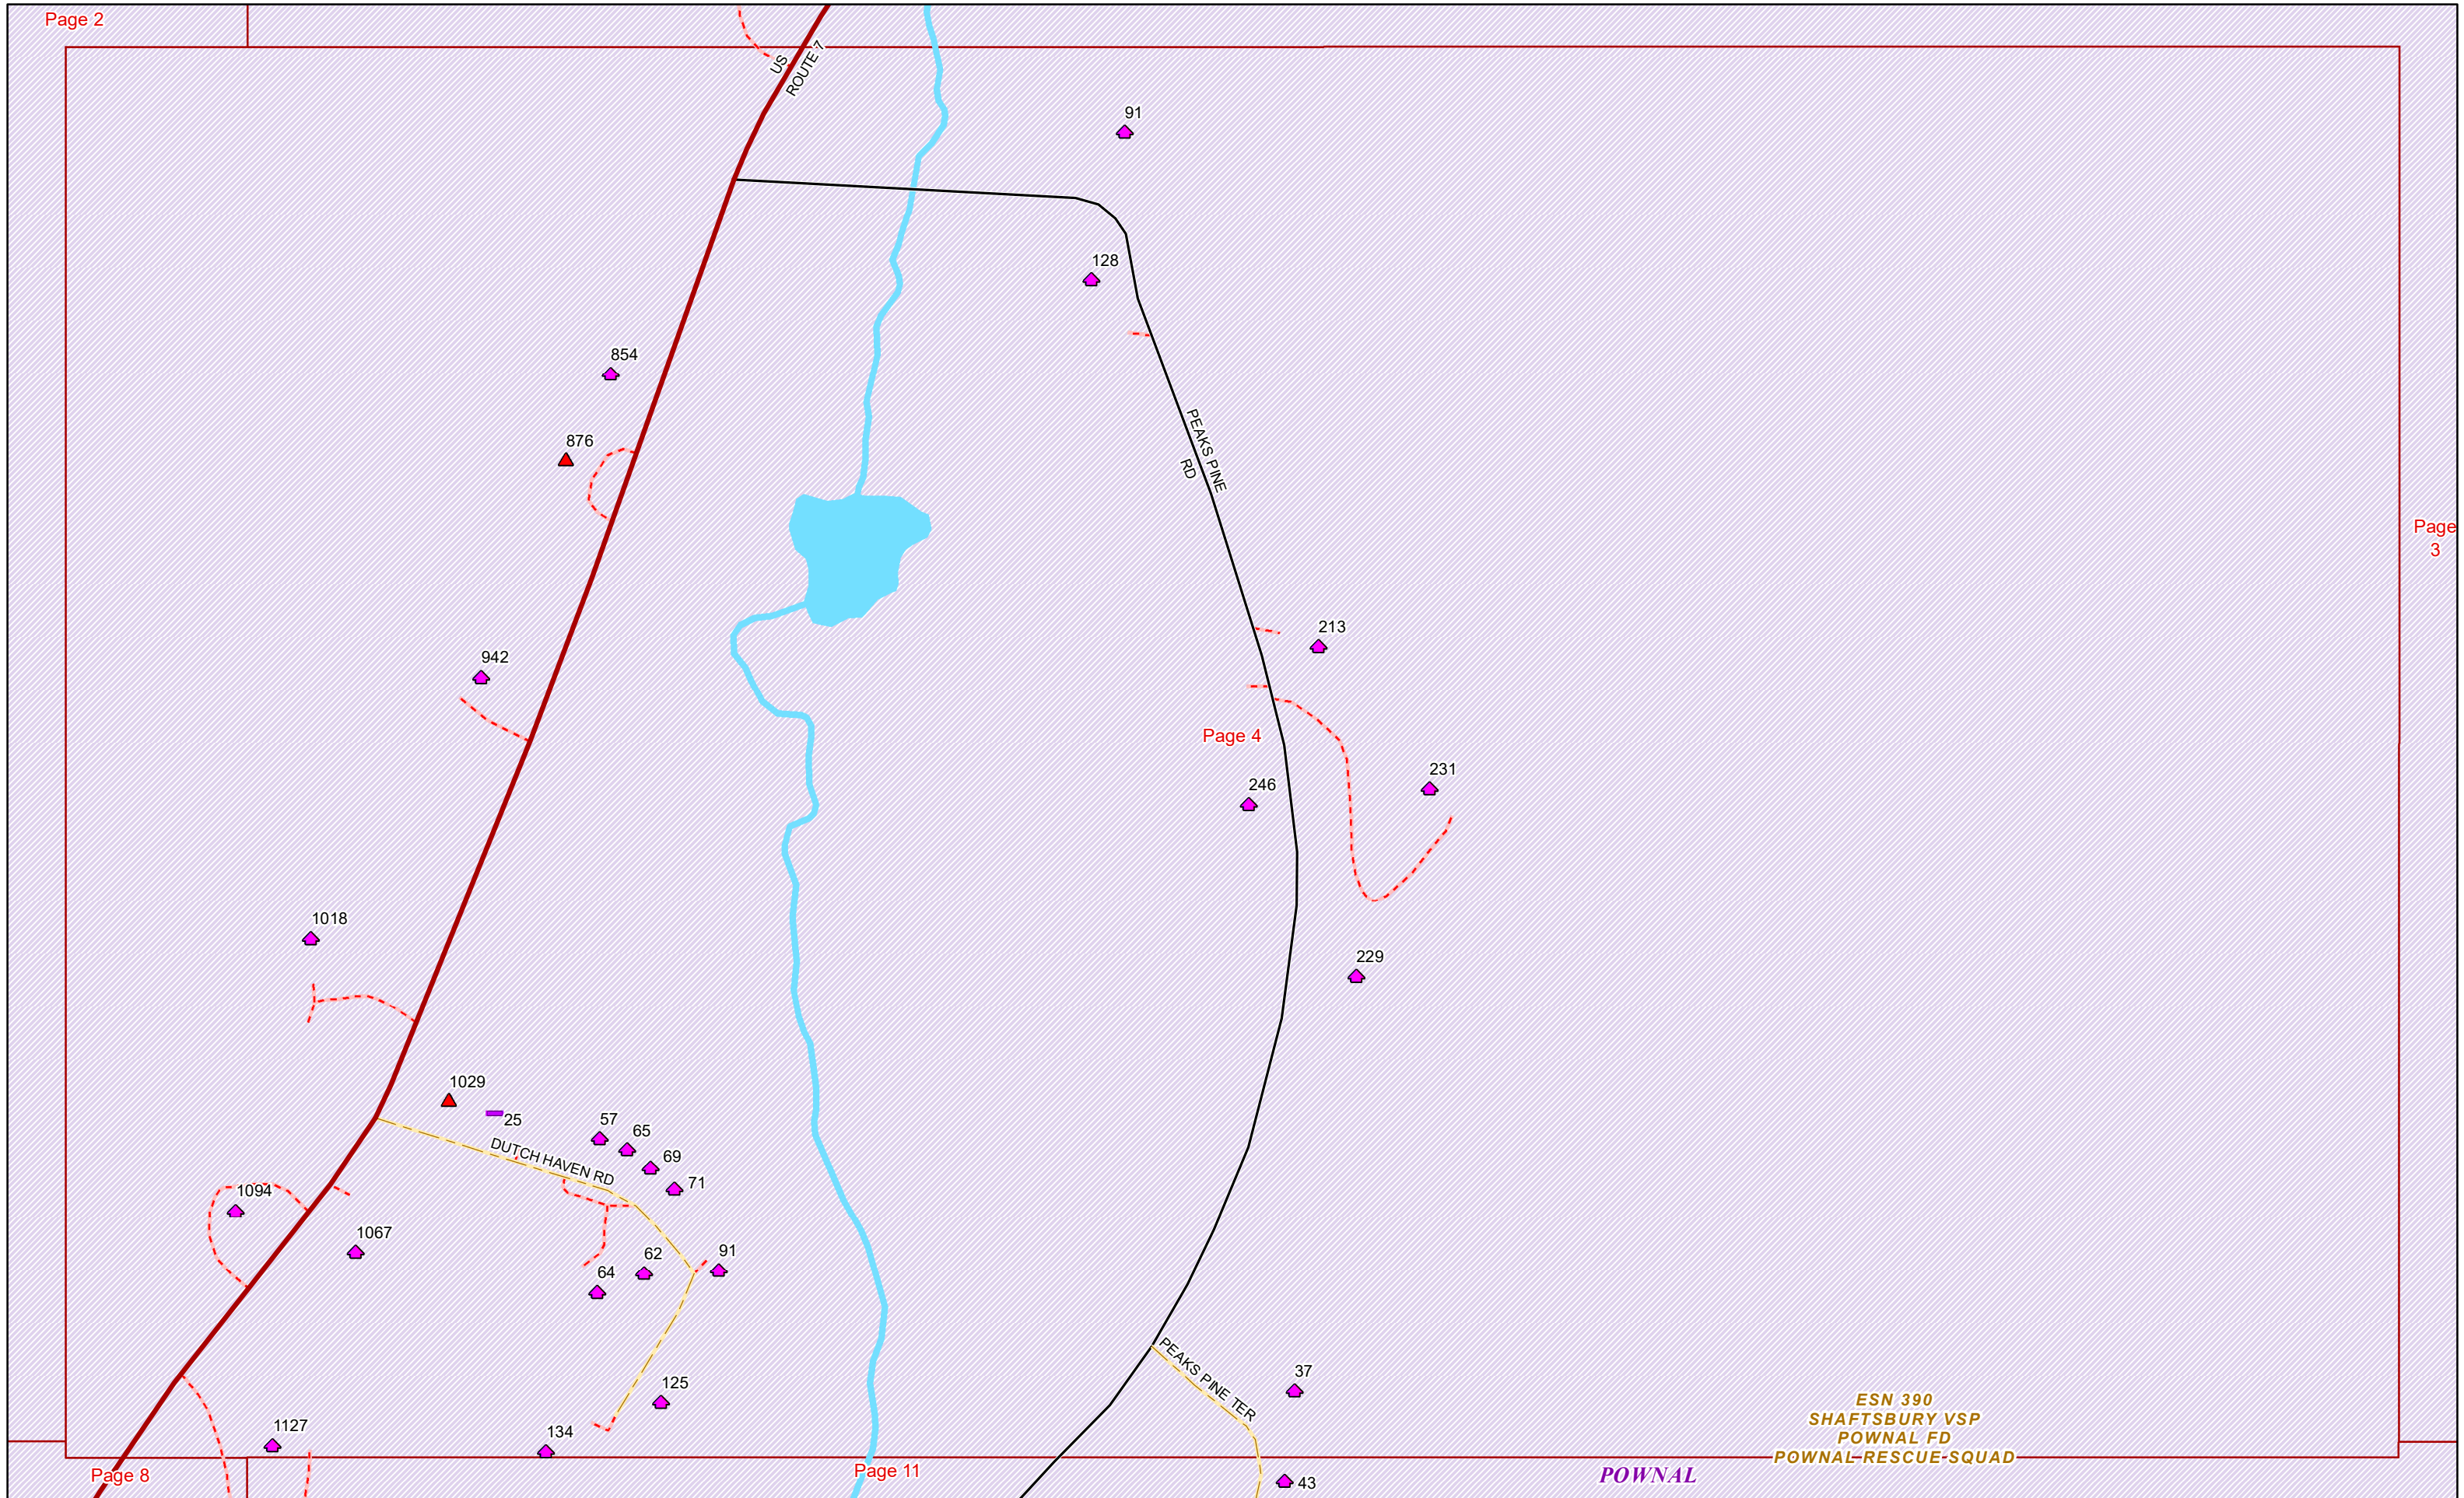 Page 2
US
ROUTE 7
91
128
854
876
PEAKS PINE
RD
Page
3
213
942
Page 4
231
246
1018
229
1029
25
57
65
DUTCH HAVEN RD
69
71
1094
1067
62
91
64
PEAKS PINE TER
37
125
ESN 390
SHAFTSBURY VSP
POWNAL FD
POWNAL RESCUE SQUAD
1127
134
Page 8
Page 11
POWNAL
43